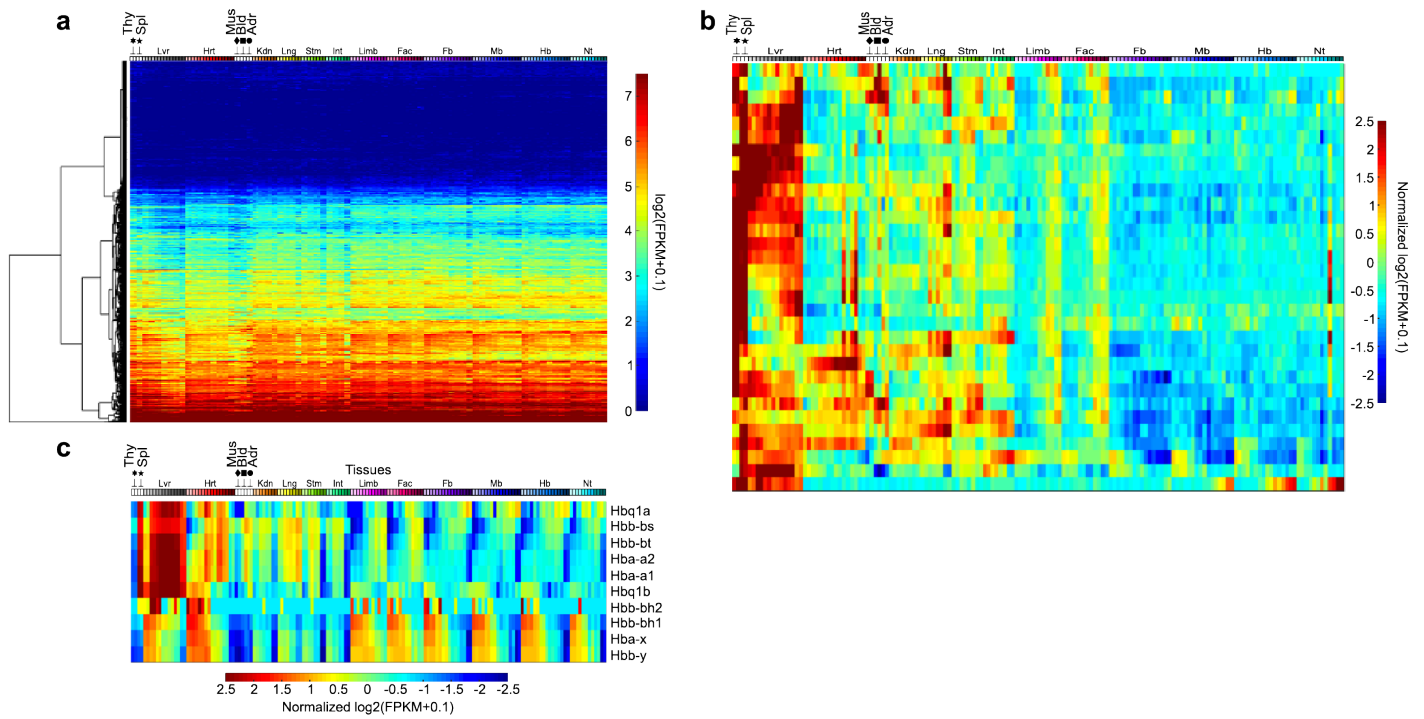 a
Thy
Spl
Mus
Bld
Adr
Lvr Hrt Kdn Lng Stm Int Limb Fac Fb Mb Hb Nt
7
6
5
4
3
2
1
0
log2(FPKM+0.1)
b
Thy
Spl
Mus
Bld
Adr
Lvr Hrt Kdn Lng Stm Int Limb Fac Fb Mb Hb Nt
2.5
2
1.5
1
0.5
0
-0.5
-1
-1.5
-2
-2.5
Normalized log2(FPKM+0.1)
c
Thy
Spl
Mus
Bld
Adr
Tissues
Lvr Hrt Kdn Lng Stm Int Limb Fac Fb Mb Hb Nt
Hbq1a
Hbb-bs
Hbb-bt
Hba-a2
Hba-a1
Hbq1b
Hbb-bh2
Hbb-bh1
Hba-x
Hbb-y
2.5 2 1.5 1 0.5 0 -0.5 -1 -1.5 -2 -2.5
Normalized log2(FPKM+0.1)